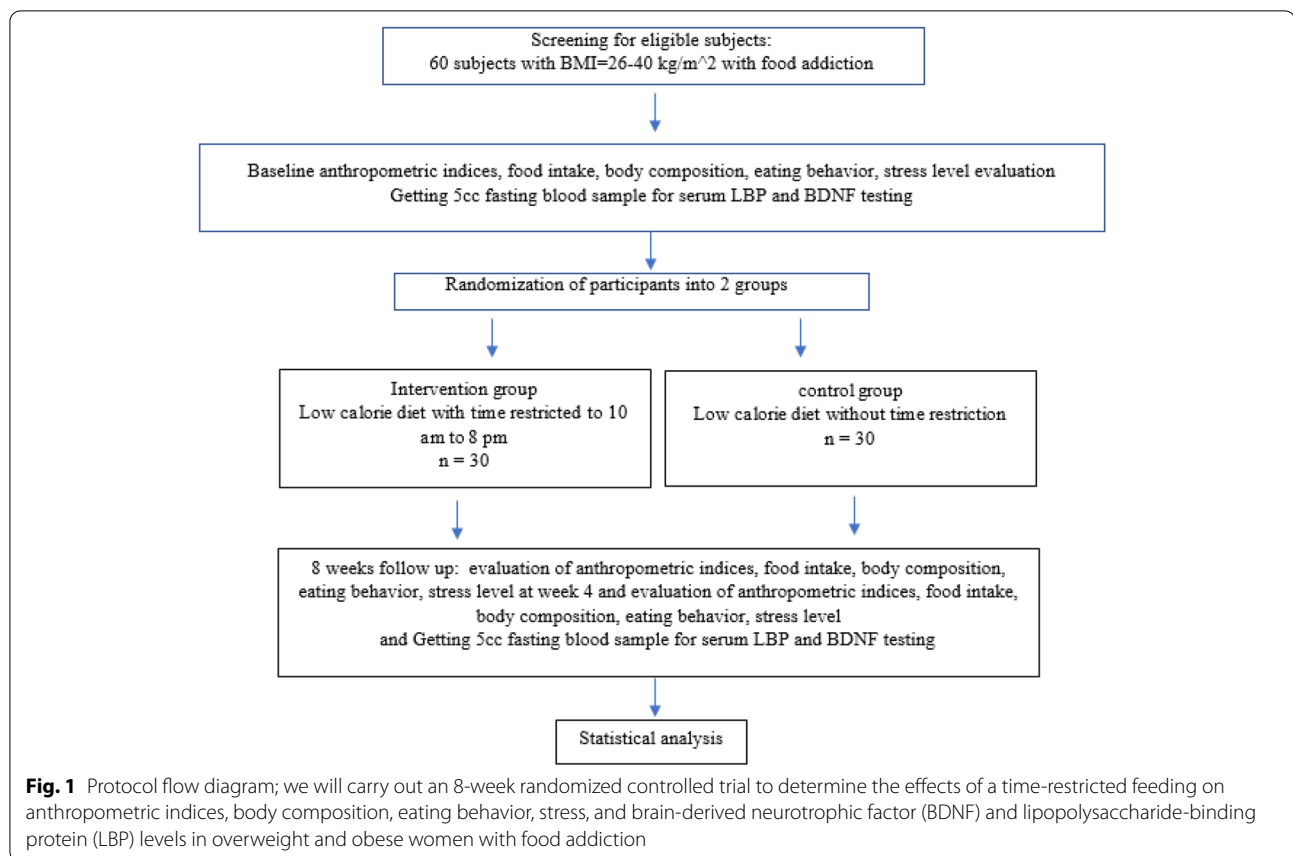 Screening for eligible subjects:
60 subjects with BMI=26-40 kg/m^2 with food addiction
Baseline anthropometric indices, food intake, body composition, eating behavior, stress level evaluation
Getting 5cc fasting blood sample for serum LBP and BDNF testing
Randomization of participants into 2 groups
Intervention group
Low calorie diet with time restricted to 10
am to 8 pm
n = 30
control group
Low calorie diet without time restriction
n = 30
8 weeks follow up: evaluation of anthropometric indices, food intake, body composition,
eating behavior, stress level at week 4 and evaluation of anthropometric indices, food intake,
body composition, eating behavior, stress level
and Getting 5cc fasting blood sample for serum LBP and BDNF testing
Statistical analysis
Fig. 1 Protocol flow diagram; we will carry out an 8-week randomized controlled trial to determine the effects of a time-restricted feeding on
anthropometric indices, body composition, eating behavior, stress, and brain-derived neurotrophic factor (BDNF) and lipopolysaccharide-binding
protein (LBP) levels in overweight and obese women with food addiction